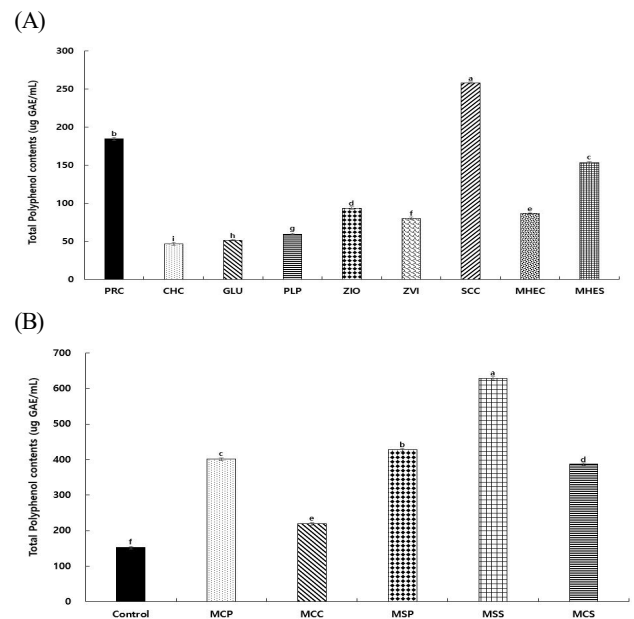 (A)
Total Polyphenol contents (ug GAE/mL)
300
250
200
150
100
50
0
b
i
h
g
d
f
a
e
c
PRC CHC GLU PLP ZIO ZVI SCC MHEC MHES
(B)
Total Polyphenol contents (ug GAE/mL)
700
600
500
400
300
200
100
0
f
c
e
b
a
d
Control MCP MCC MSP MSS MCS